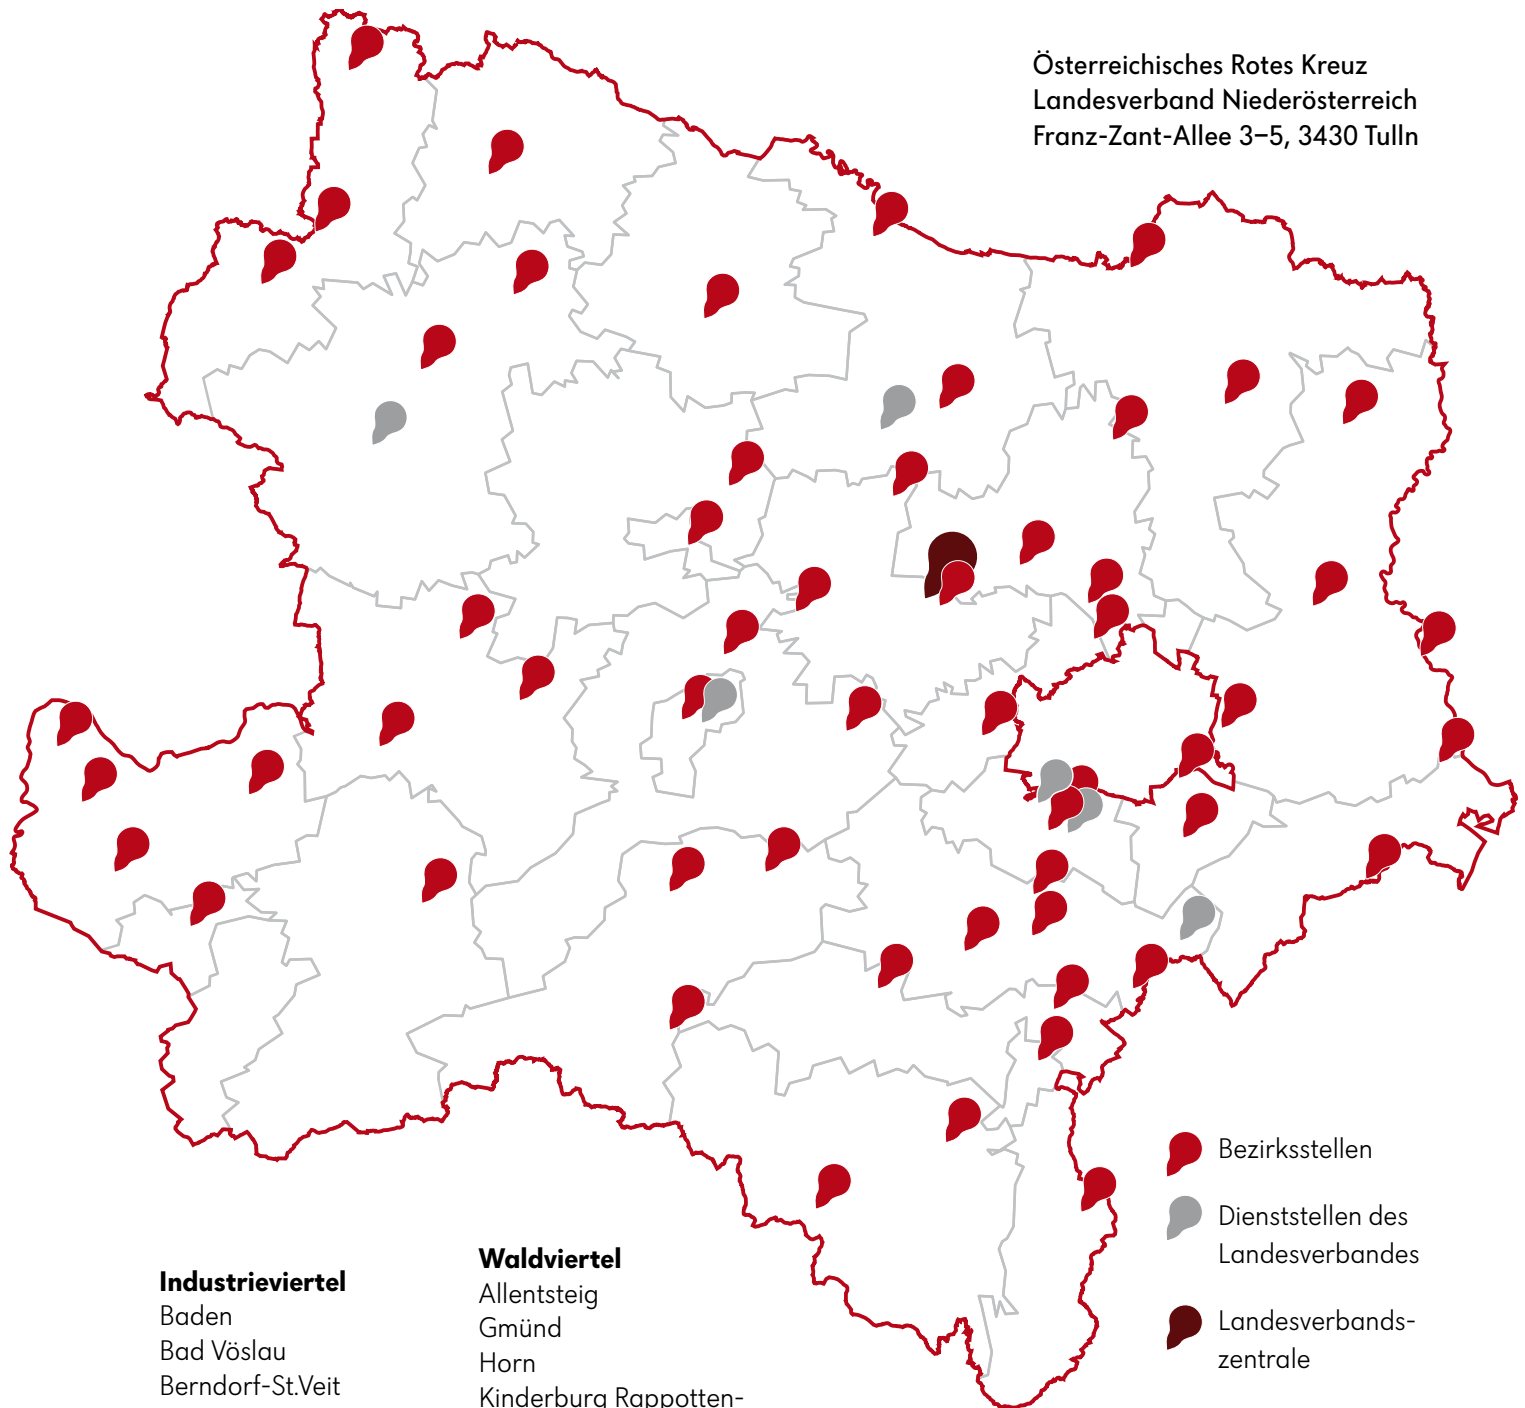 Österreichisches Rotes Kreuz
Landesverband Niederösterreich
Franz-Zant-Allee 3–5, 3430 Tulln
Bezirksstellen
Dienststellen des
Landesverbandes
Landesverbands-
zentrale
Industrieviertel
Baden
Bad Vöslau
Berndorf-St.Veit
Waldviertel
Allentsteig
Gmünd
Horn
Kinderburg Rappotten-